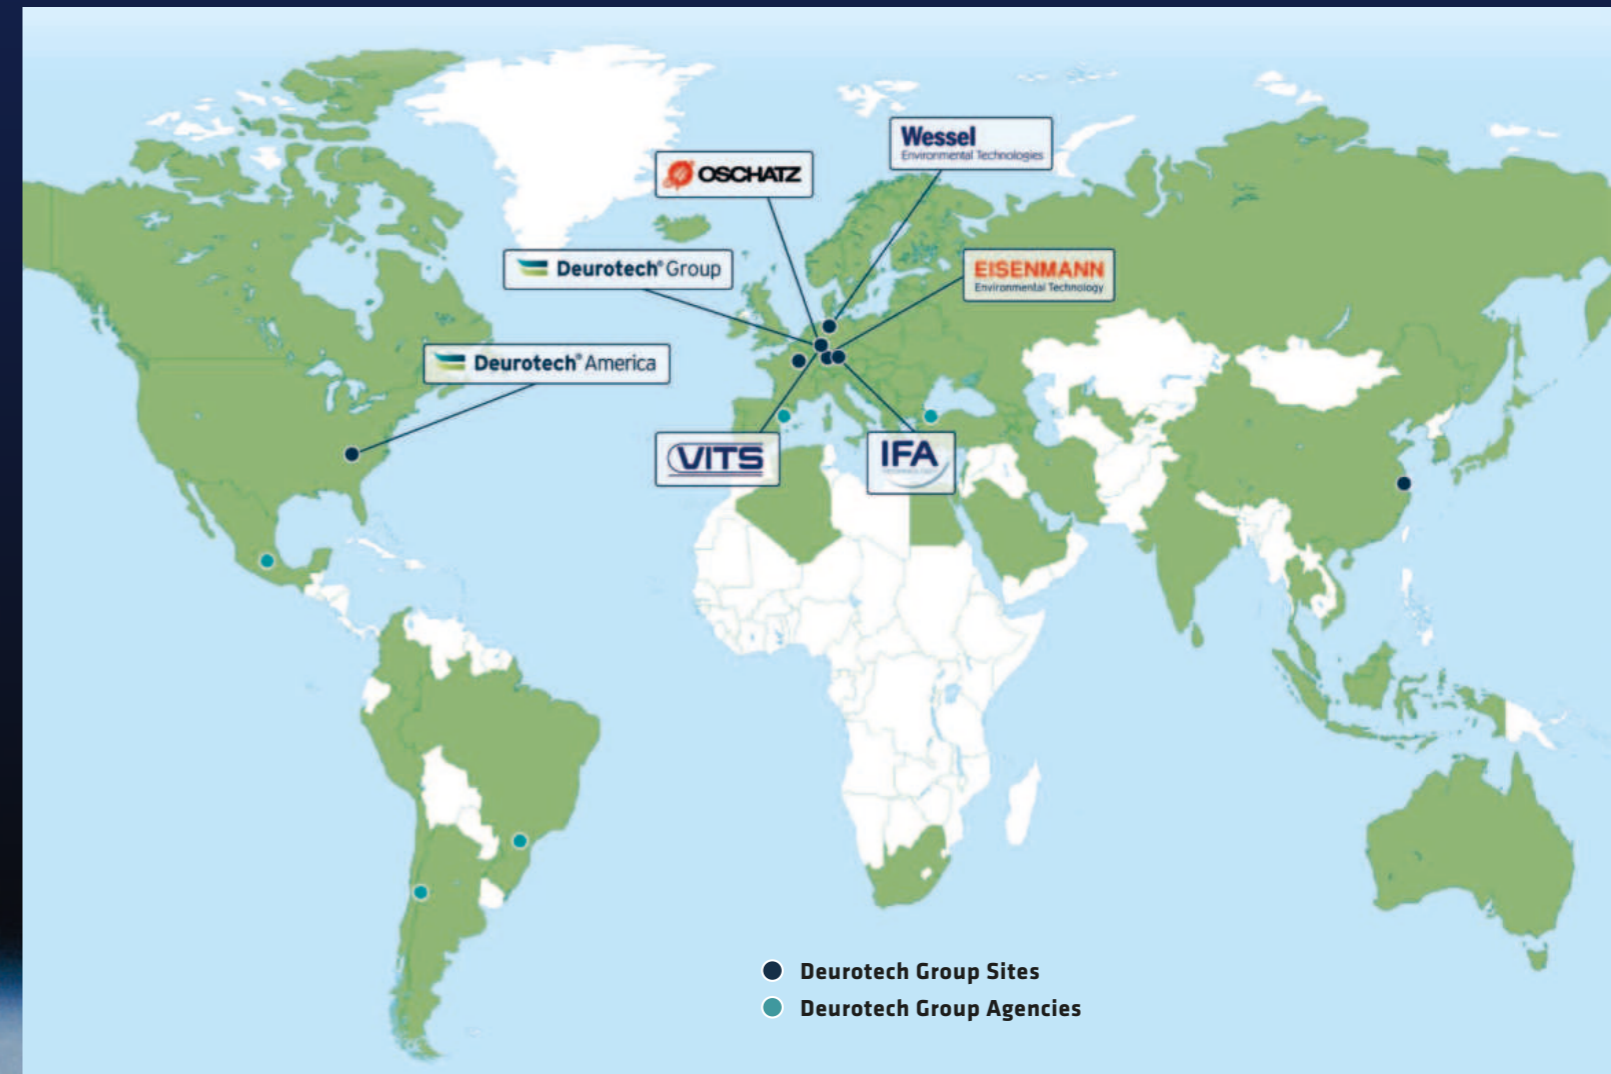 Wessel
Environmental Technologies
OSCHATZ
Deurotech® Group
EISENMANN
Environmental Technology
Deurotech® America
VITS
IFA
Deurotech Group Sites
Deurotech Group Agencies